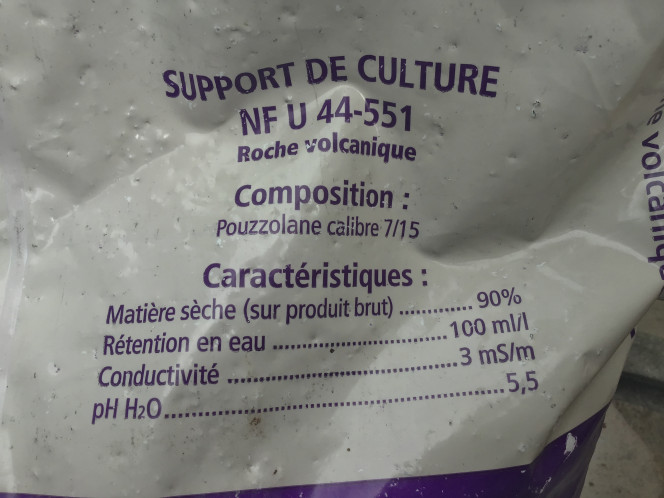 SUPPORT DE CULTURE
NF U 44-551
Roche volcanique
Composition :
Pouzzolane calibre 7/15
Caractéristiques :
Matière sèche (sur produit brut) ............ 90%
Rétention en eau ............................ 100 ml/l
Conductivité ..................................... 3 mS/m
pH H₂O....................................................... 5,5
volcanique